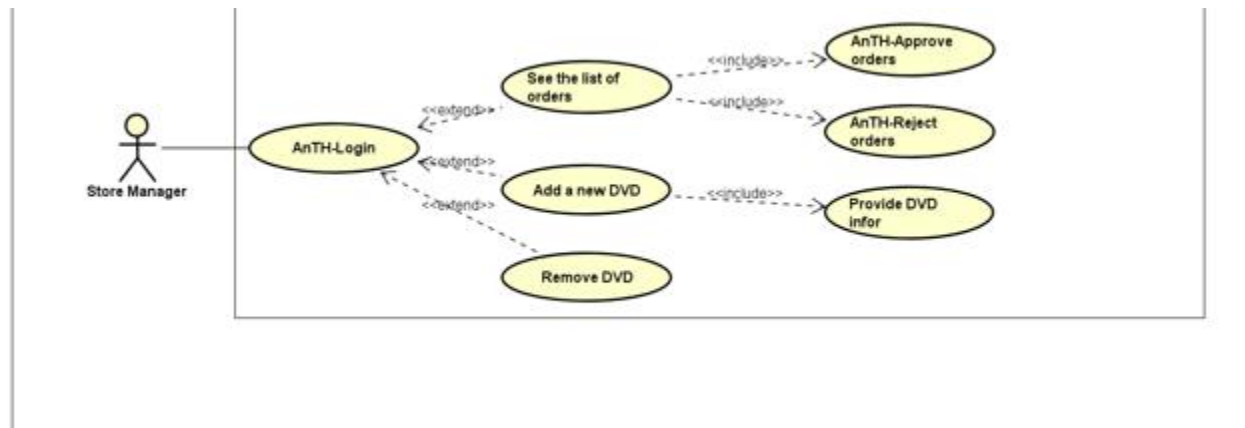 AnTH-Approve
orders
<<include>>
See the list of
orders
<<include>>
<<extend>>
AnTH-Reject
orders
AnTH-Login
<<extend>>
Store Manager
Add a new DVD
<<include>>
Provide DVD
infor
<<extend>>
Remove DVD